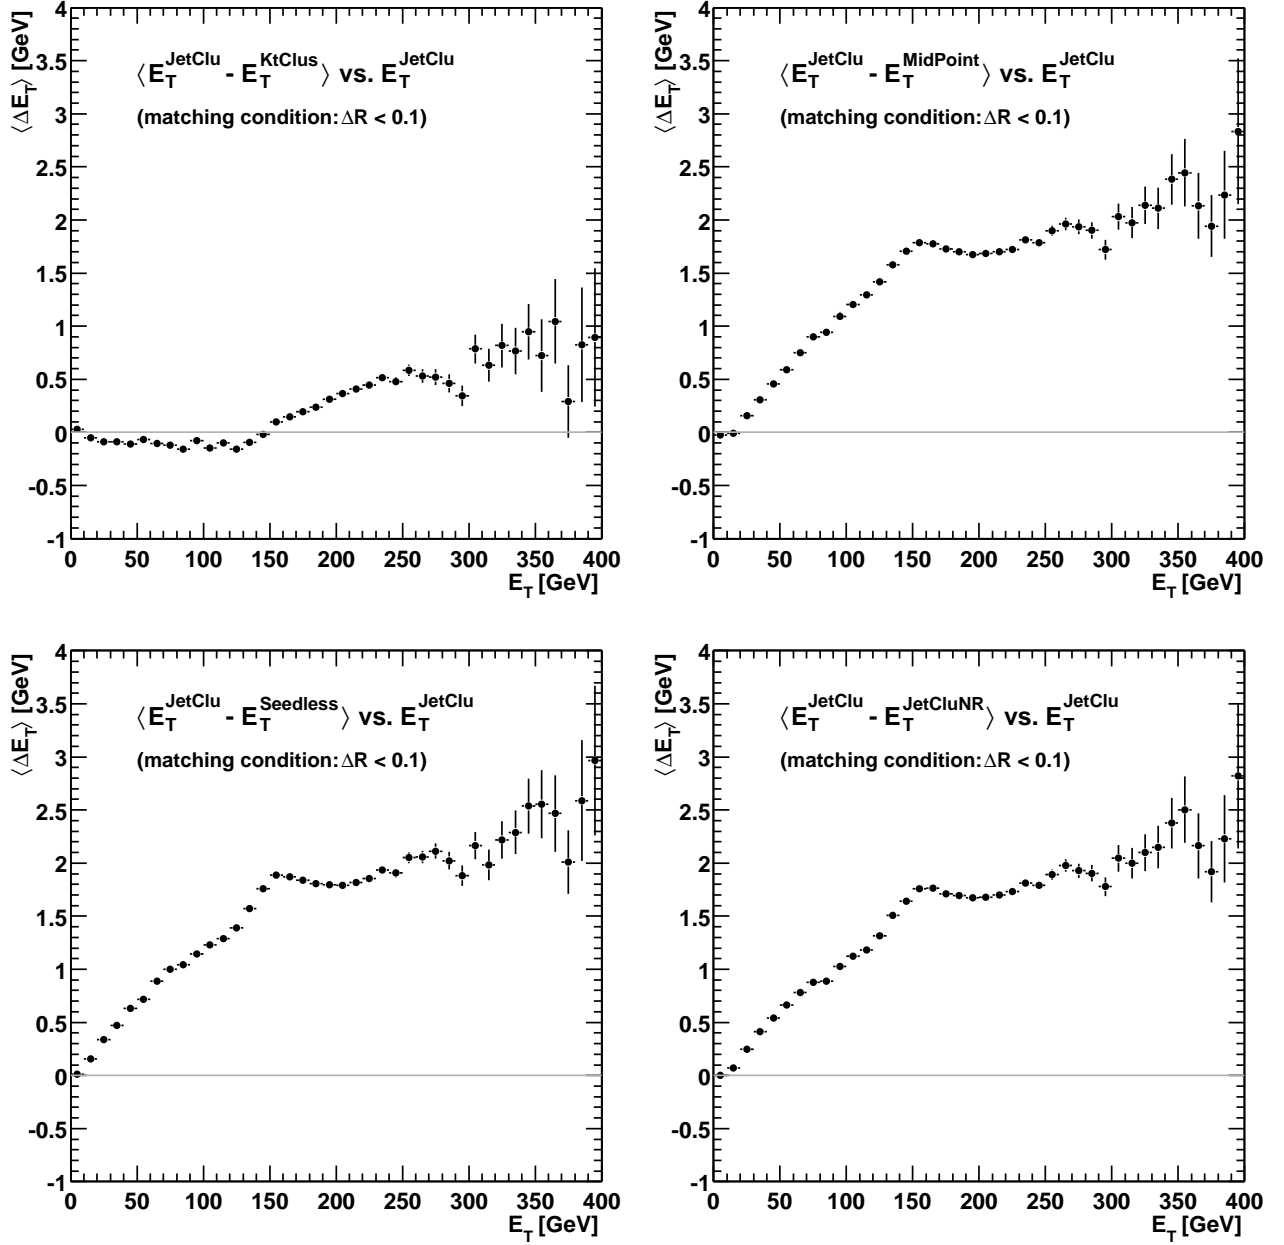 ⟨ΔE_T⟩ [GeV]
⟨E_T^JetClu - E_T^KtClus⟩ vs. E_T^JetClu
(matching condition: ΔR < 0.1)
4
3.5
3
2.5
2
1.5
1
0.5
0
-0.5
-1
0 50 100 150 200 250 300 350 400
E_T [GeV]
⟨ΔE_T⟩ [GeV]
⟨E_T^JetClu - E_T^MidPoint⟩ vs. E_T^JetClu
(matching condition: ΔR < 0.1)
4
3.5
3
2.5
2
1.5
1
0.5
0
-0.5
-1
0 50 100 150 200 250 300 350 400
E_T [GeV]
⟨ΔE_T⟩ [GeV]
⟨E_T^JetClu - E_T^Seedless⟩ vs. E_T^JetClu
(matching condition: ΔR < 0.1)
4
3.5
3
2.5
2
1.5
1
0.5
0
-0.5
-1
0 50 100 150 200 250 300 350 400
E_T [GeV]
⟨ΔE_T⟩ [GeV]
⟨E_T^JetClu - E_T^JetCluNR⟩ vs. E_T^JetClu
(matching condition: ΔR < 0.1)
4
3.5
3
2.5
2
1.5
1
0.5
0
-0.5
-1
0 50 100 150 200 250 300 350 400
E_T [GeV]